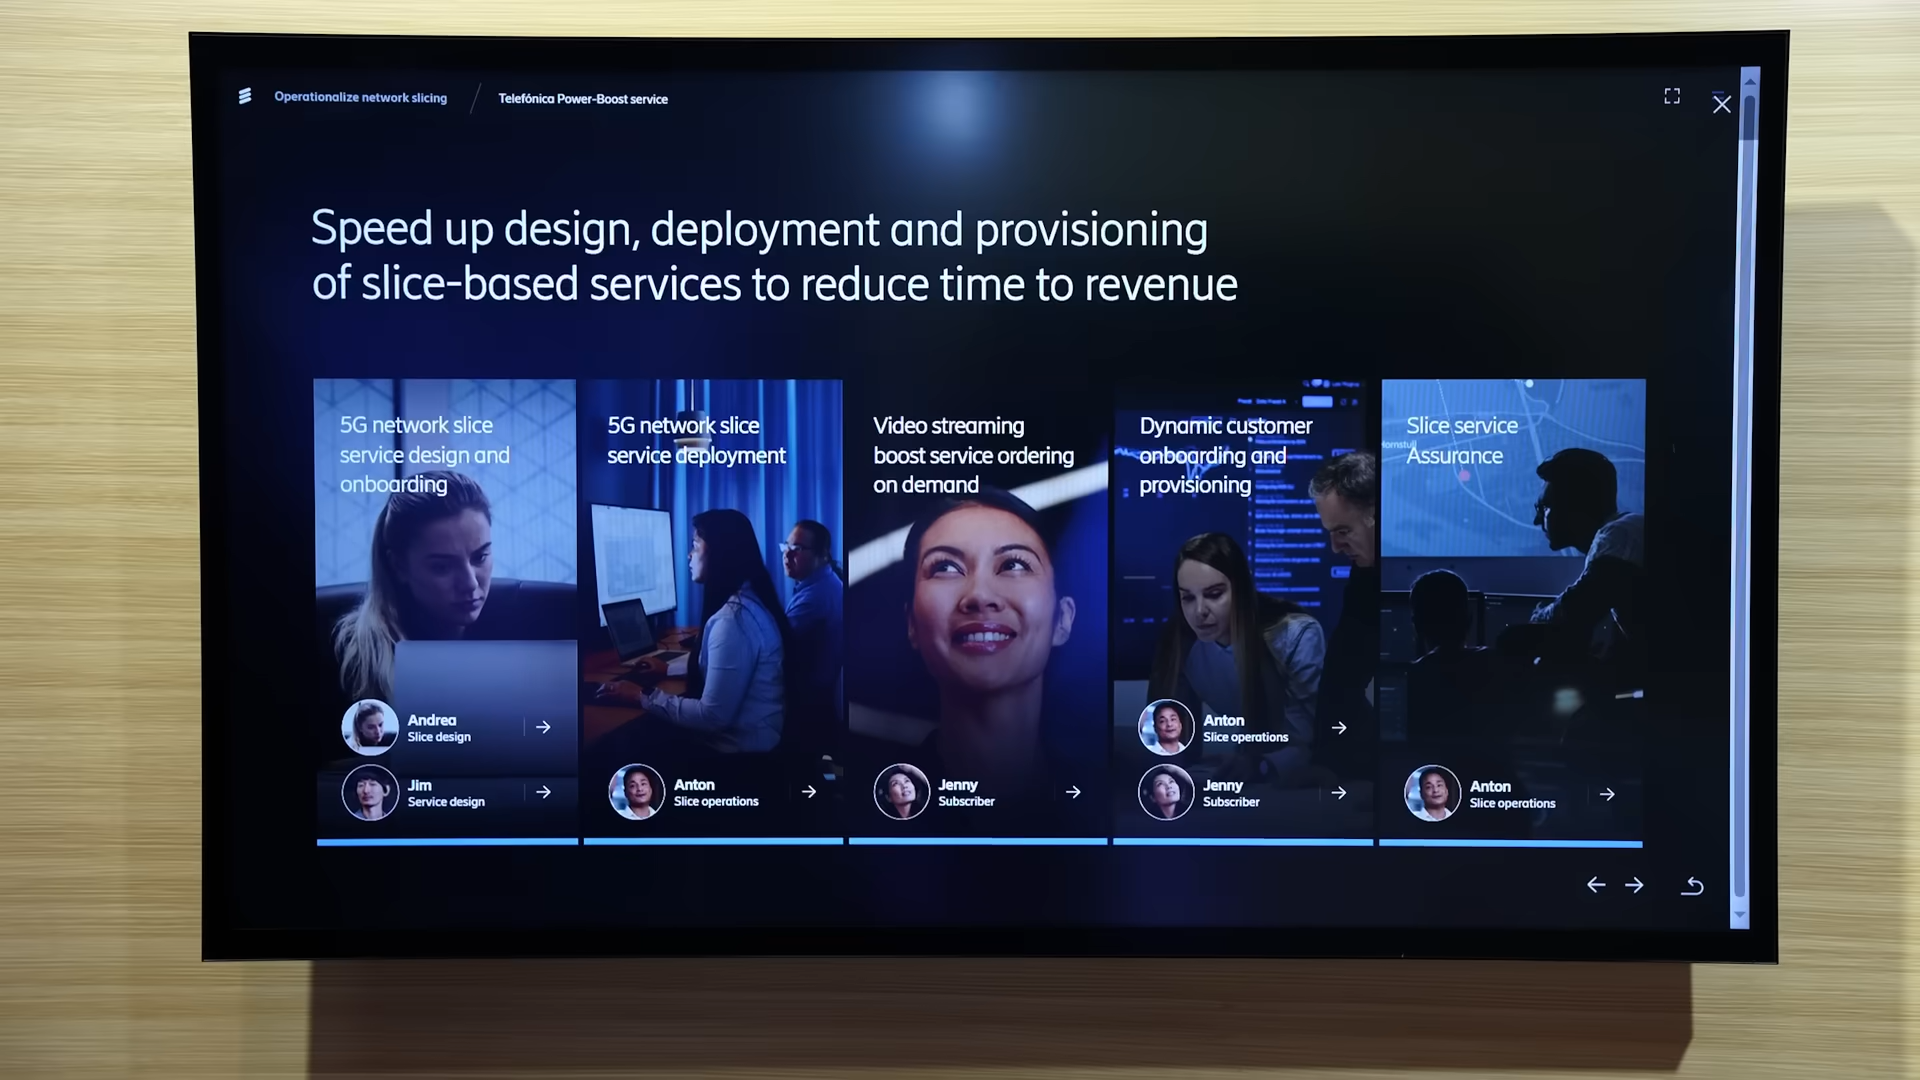 Operationalize network slicing
Telefónica Power-Boost service
Speed up design, deployment and provisioning
of slice-based services to reduce time to revenue
5G network slice
service design and
onboarding
Andrea
Slice design
Jim
Service design
5G network slice
service deployment
Anton
Slice operations
Video streaming
boost service ordering
on demand
Jenny
Subscriber
Dynamic customer
onboarding and
provisioning
Anton
Slice operations
Jenny
Subscriber
Slice service
Assurance
Hornstull
Anton
Slice operations